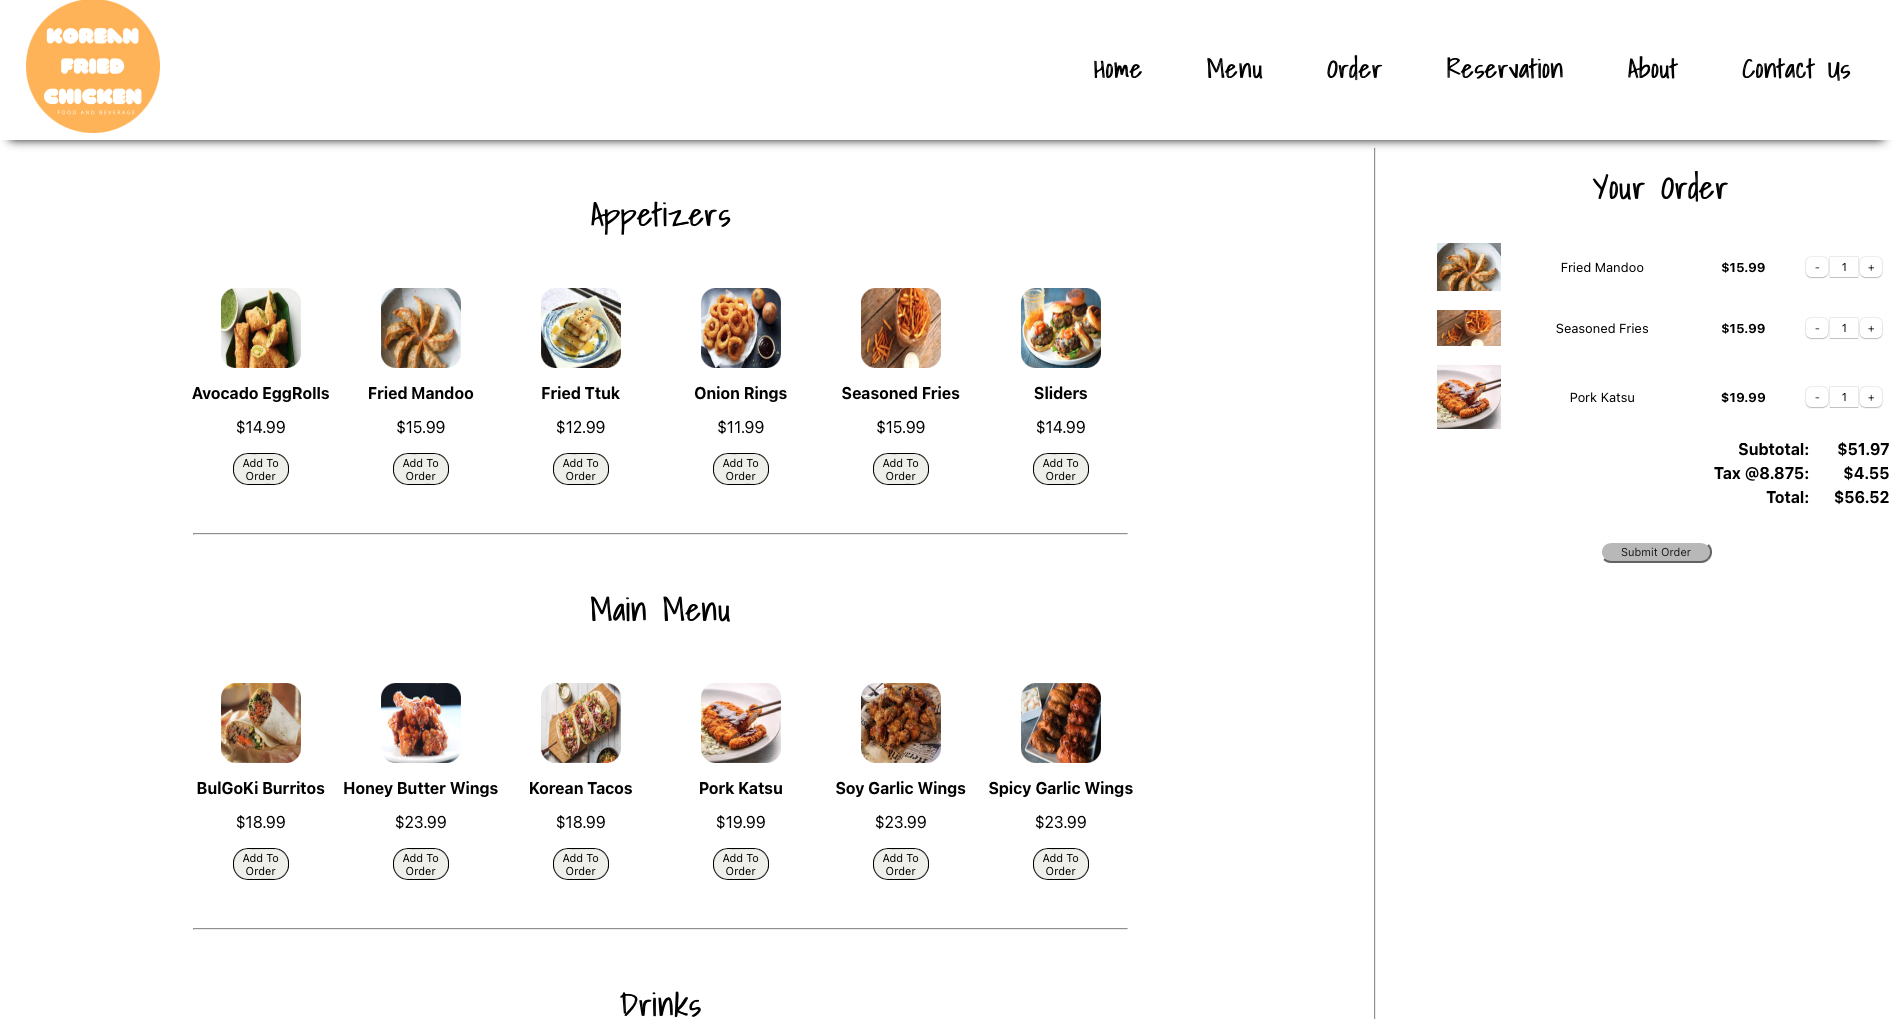 KOREAN
FRIED
CHICKEN
FOOD AND BEVERAGE
Home Menu Order Reservation About Contact Us
Appetizers
Avocado EggRolls Fried Mandoo Fried Ttuk Onion Rings Seasoned Fries Sliders
$14.99 $15.99 $12.99 $11.99 $15.99 $14.99
Add To Add To Add To Add To Add To Add To
Order Order Order Order Order Order
Main Menu
BulGoKi Burritos Honey Butter Wings Korean Tacos Pork Katsu Soy Garlic Wings Spicy Garlic Wings
$18.99 $23.99 $18.99 $19.99 $23.99 $23.99
Add To Add To Add To Add To Add To Add To
Order Order Order Order Order Order
Drinks
Your Order
Fried Mandoo $15.99 - 1 +
Seasoned Fries $15.99 - 1 +
Pork Katsu $19.99 - 1 +
Subtotal: $51.97
Tax @8.875: $4.55
Total: $56.52
Submit Order